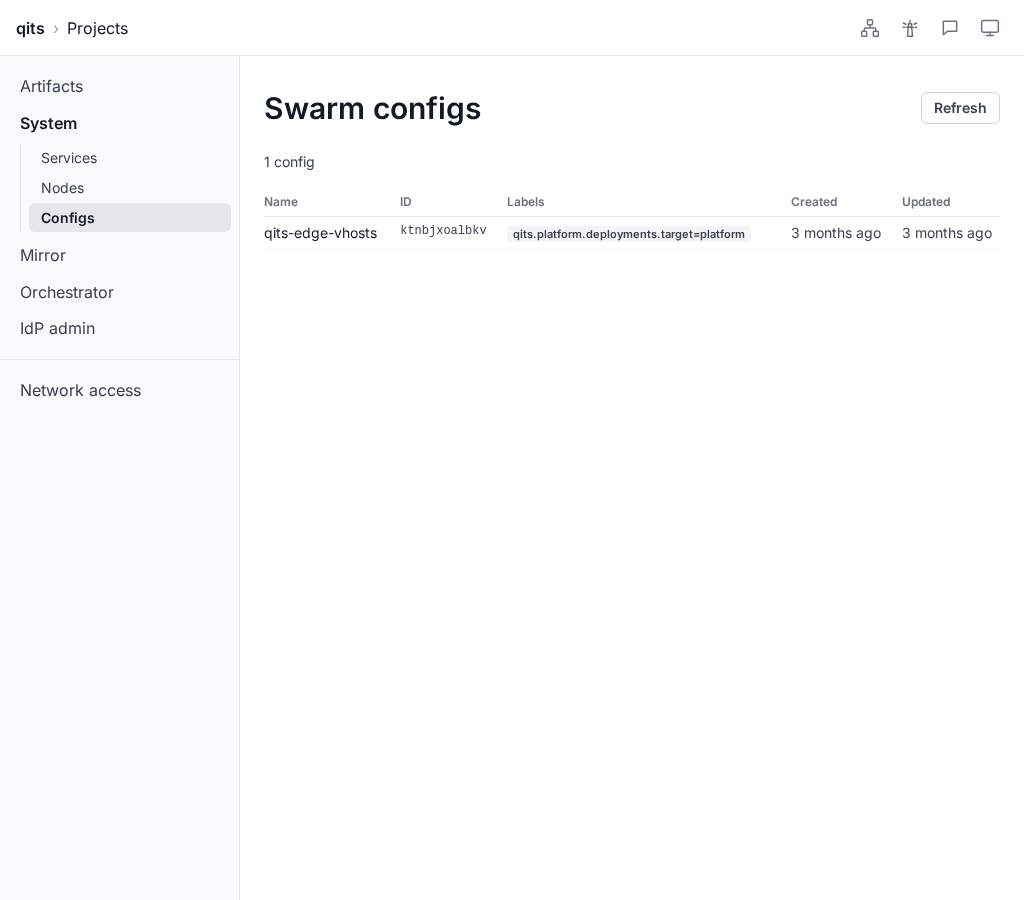 qits › Projects
Artifacts
System
Services
Nodes
Configs
Mirror
Orchestrator
IdP admin
Network access
Swarm configs
Refresh
1 config
Name ID Labels Created Updated
qits-edge-vhosts ktnbjxoalbkv qits.platform.deployments.target=platform 3 months ago 3 months ago